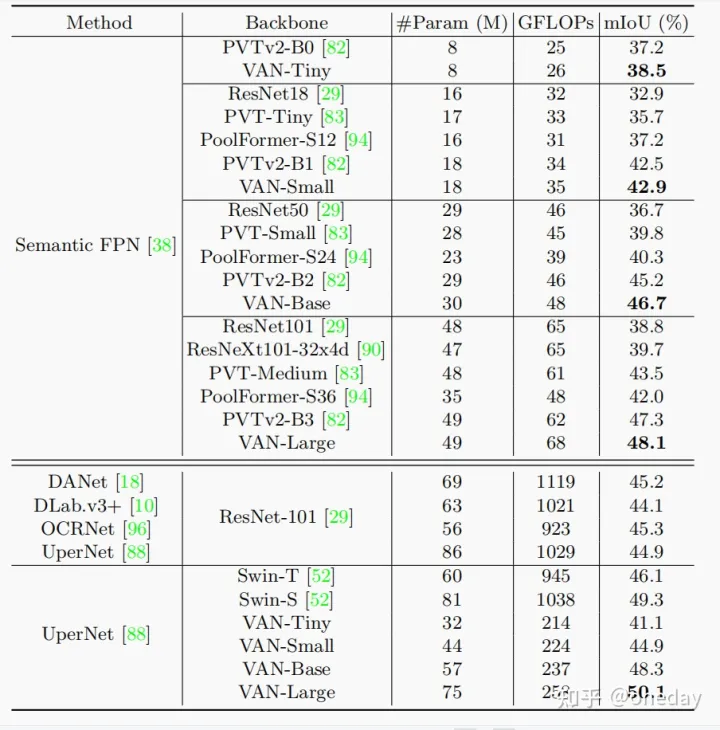 Method Backbone #Param (M) GFLOPs mIoU (%)
PVTv2-B0 [82] 8 25 37.2
VAN-Tiny 8 26 38.5
ResNet18 [29] 16 32 32.9
PVT-Tiny [83] 17 33 35.7
PoolFormer-S12 [94] 16 31 37.2
PVTv2-B1 [82] 18 34 42.5
VAN-Small 18 35 42.9
ResNet50 [29] 29 46 36.7
PVT-Small [83] 28 45 39.8
Semantic FPN [38]
PoolFormer-S24 [94] 23 39 40.3
PVTv2-B2 [82] 29 46 45.2
VAN-Base 30 48 46.7
ResNet101 [29] 48 65 38.8
ResNeXt101-32x4d [90] 47 65 39.7
PVT-Medium [83] 48 61 43.5
PoolFormer-S36 [94] 35 48 42.0
PVTv2-B3 [82] 49 62 47.3
VAN-Large 49 68 48.1
DANet [18] 69 1119 45.2
DLab.v3+ [10] 63 1021 44.1
ResNet-101 [29]
OCRNet [96] 56 923 45.3
UperNet [88] 86 1029 44.9
Swin-T [52] 60 945 46.1
Swin-S [52] 81 1038 49.3
VAN-Tiny 32 214 41.1
UperNet [88]
VAN-Small 44 224 44.9
VAN-Base 57 237 48.3
VAN-Large 75 50.1
知乎 @oneday